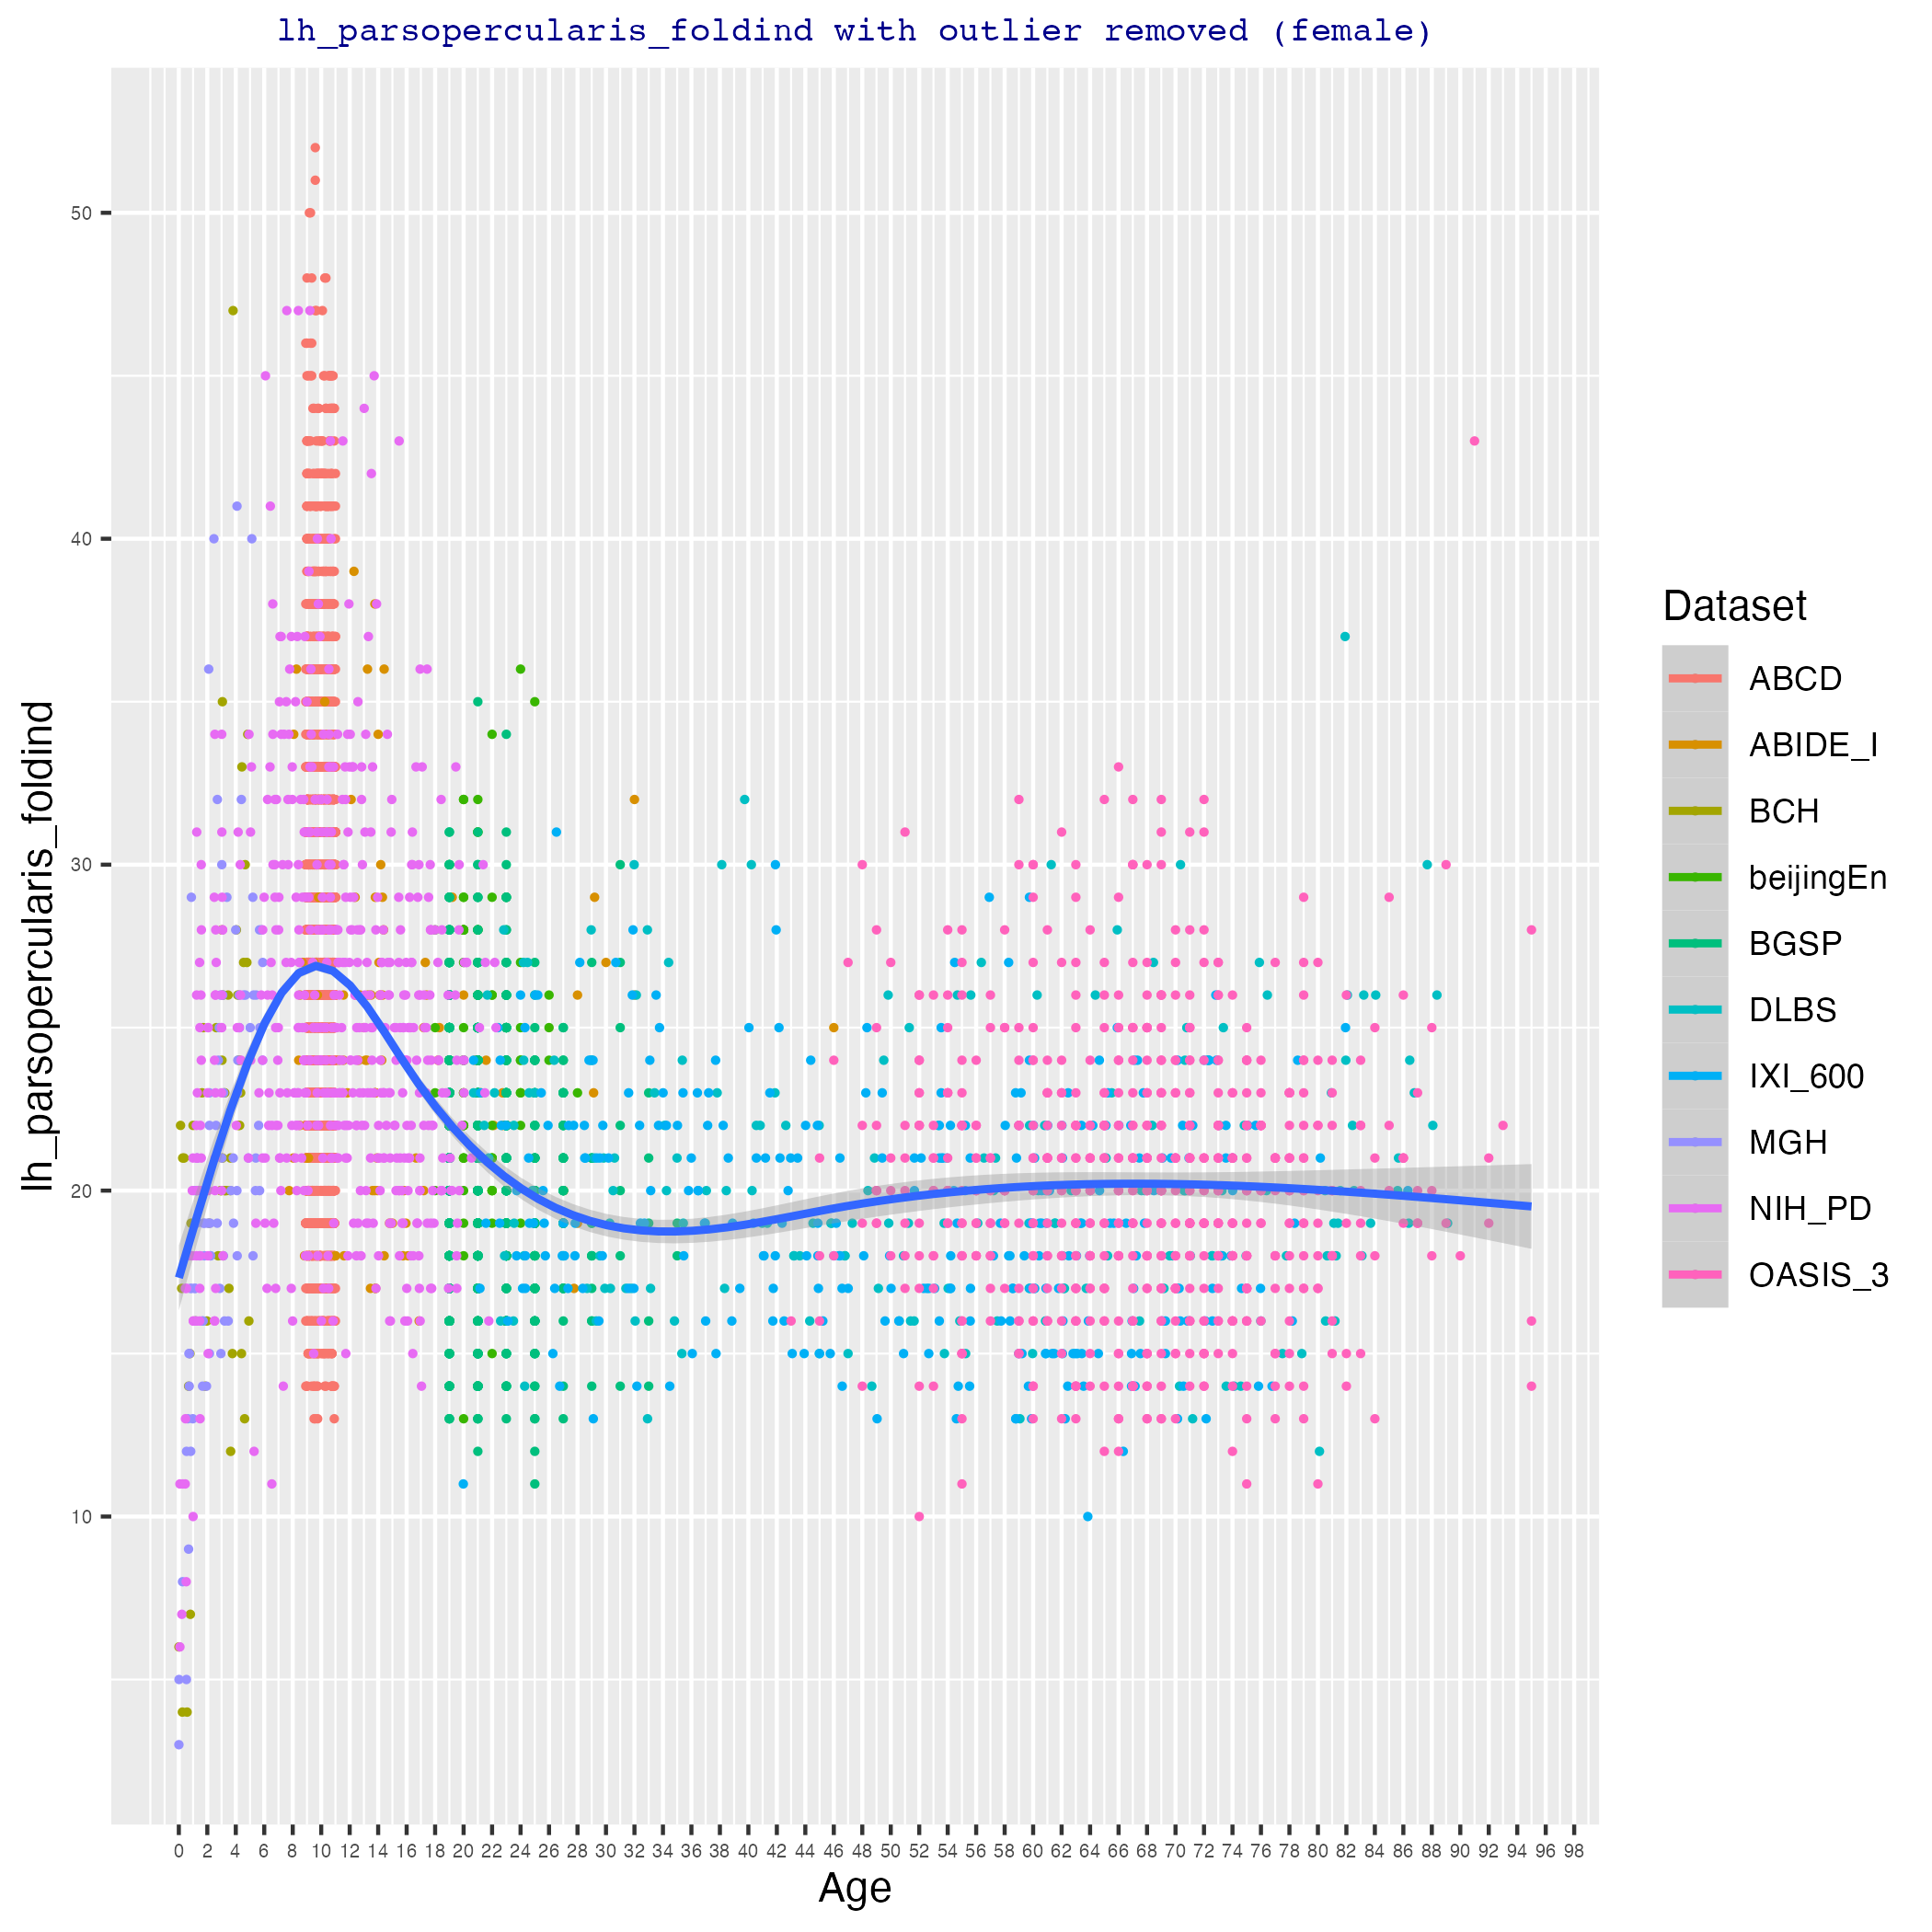 lh_parsopercularis_foldind with outlier removed (female)
lh_parsopercularis_foldind
50
40
30
20
10
0 2 4 6 8 10 12 14 16 18 20 22 24 26 28 30 32 34 36 38 40 42 44 46 48 50 52 54 56 58 60 62 64 66 68 70 72 74 76 78 80 82 84 86 88 90 92 94 96 98
Age
Dataset
ABCD
ABIDE_I
BCH
beijingEn
BGSP
DLBS
IXI_600
MGH
NIH_PD
OASIS_3